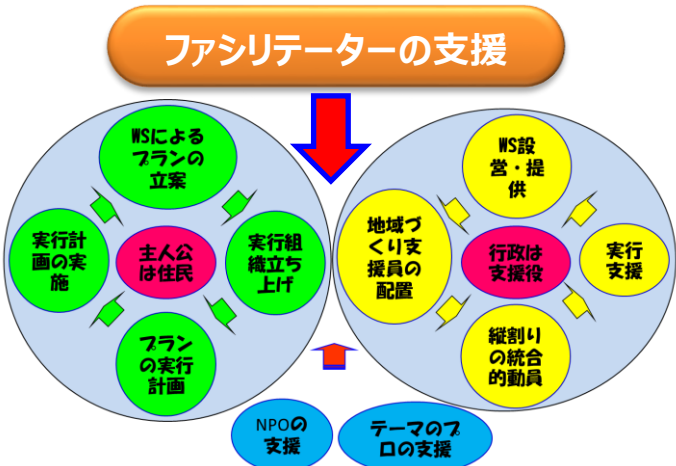 ファシリテーターの支援
WSによる
プランの
立案
実行計
画の実
施
主人公
は住民
実行組
織立ち
上げ
プラン
の実行
計画
WS設
営・提
供
地域づ
くり支
援員の
配置
行政は
支援役
実行
支援
縦割り
の統合
的動員
NPOの
支援
テーマのプ
ロの支援